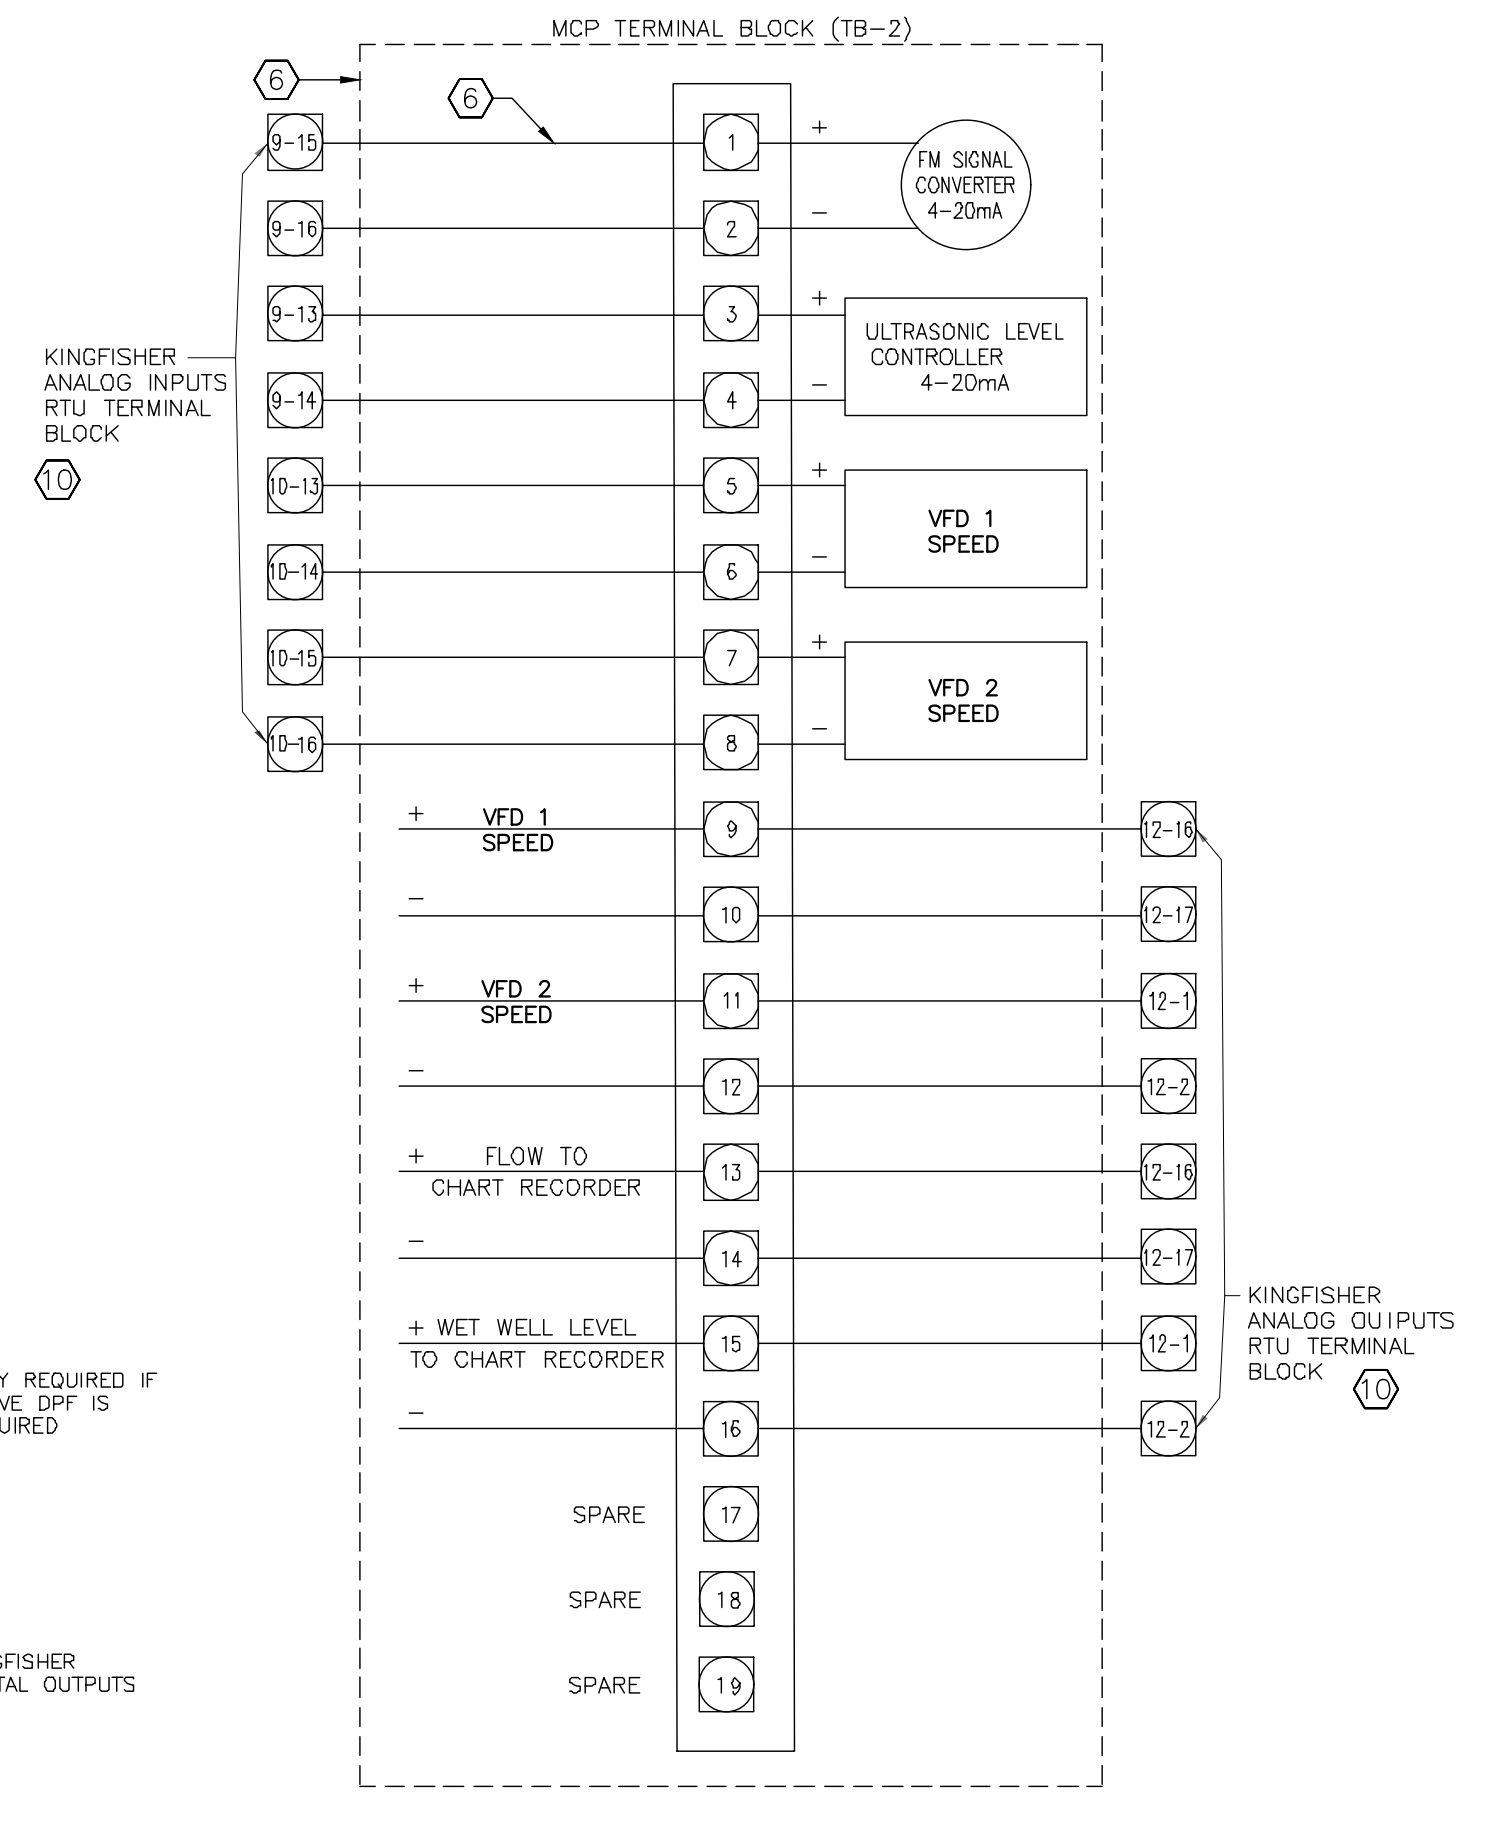 MCP TERMINAL BLOCK (TB-2)
6
6
9-15
1
+
FM SIGNAL
CONVERTER
4-20mA
9-16
2
-
9-13
3
+
ULTRASONIC LEVEL
CONTROLLER
4-20mA
9-14
4
-
KINGFISHER
ANALOG INPUTS
RTU TERMINAL
BLOCK
10
10-13
5
+
VFD 1
SPEED
10-14
6
-
10-15
7
+
VFD 2
SPEED
10-16
8
-
+ VFD 1
SPEED
9
12-16
-
10
12-17
+ VFD 2
SPEED
11
12-1
-
12
12-2
+ FLOW TO
CHART RECORDER
13
12-16
-
14
12-17
+ WET WELL LEVEL
TO CHART RECORDER
15
12-1
-
16
12-2
KINGFISHER
ANALOG OUIPUTS
RTU TERMINAL
BLOCK
10
Y REQUIRED IF
VE DPF IS
UIRED
SPARE
17
SPARE
18
SPARE
19
GFISHER
TAL OUTPUTS